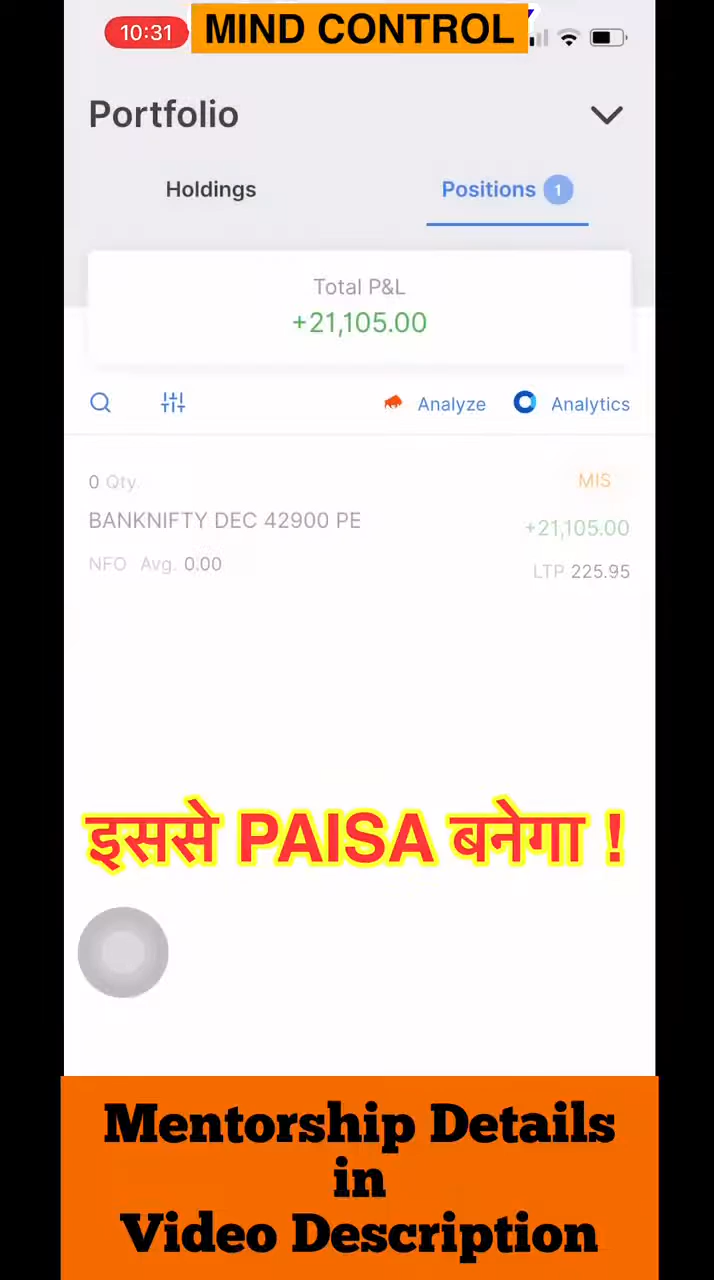 10:31
MIND CONTROL
Portfolio
Holdings
Positions 1
Total P&L
+21,105.00
Analyze
Analytics
0 Qty.
MIS
BANKNIFTY DEC 42900 PE
+21,105.00
NFO Avg. 0.00
LTP 225.95
इससे PAISA बनेगा !
Mentorship Details
in
Video Description